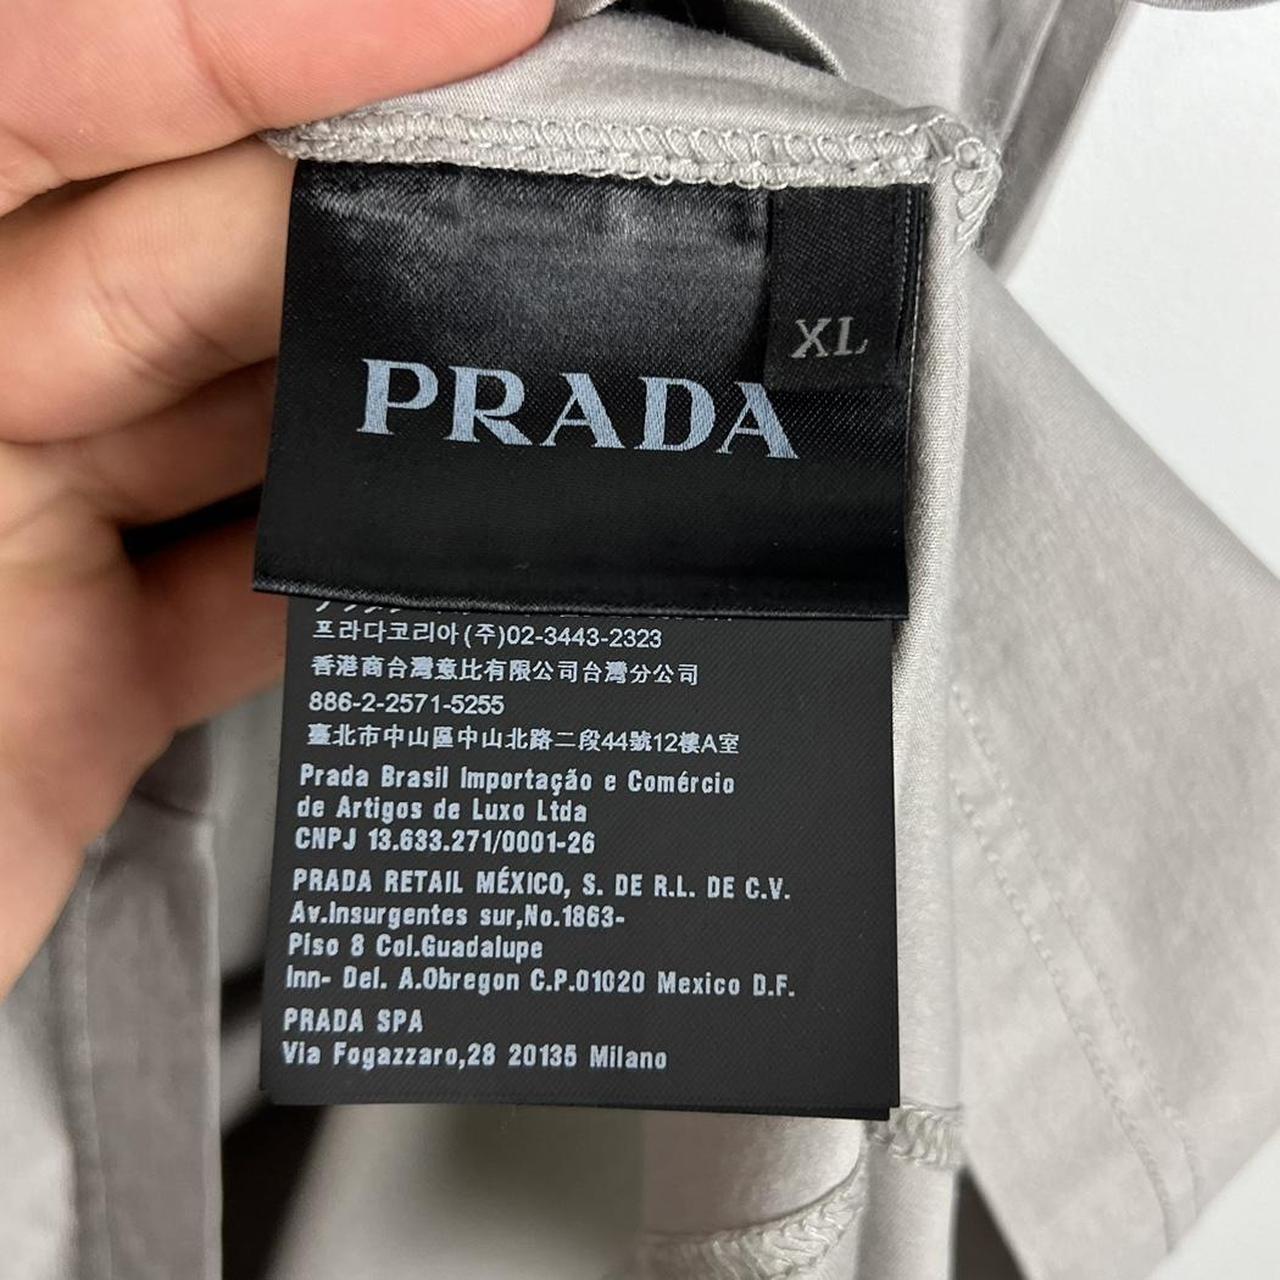 XL
PRADA
프라다코리아(주)02-3443-2323
香港商台灣意比有限公司台灣分公司
886-2-2571-5255
臺北市中山區中山北路二段44號12樓A室
Prada Brasil Importação e Comércio
de Artigos de Luxo Ltda
CNPJ 13.633.271/0001-26
PRADA RETAIL MÉXICO, S. DE R.L. DE C.V.
Av.Insurgentes sur,No.1863-
Piso 8 Col.Guadalupe
Inn- Del. A.Obregon C.P.01020 Mexico D.F.
PRADA SPA
Via Fogazzaro,28 20135 Milano